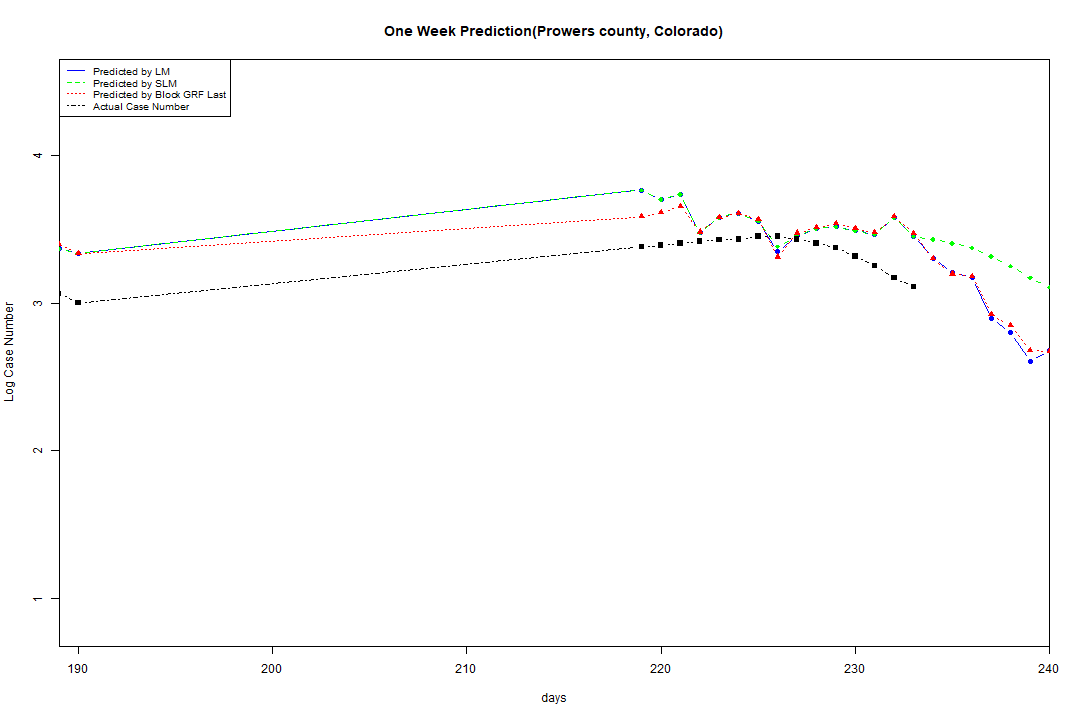 One Week Prediction(Prowers county, Colorado)
Predicted by LM
Predicted by SLM
Predicted by Block GRF Last
Actual Case Number
4
3
2
1
Log Case Number
190 200 210 220 230 240
days